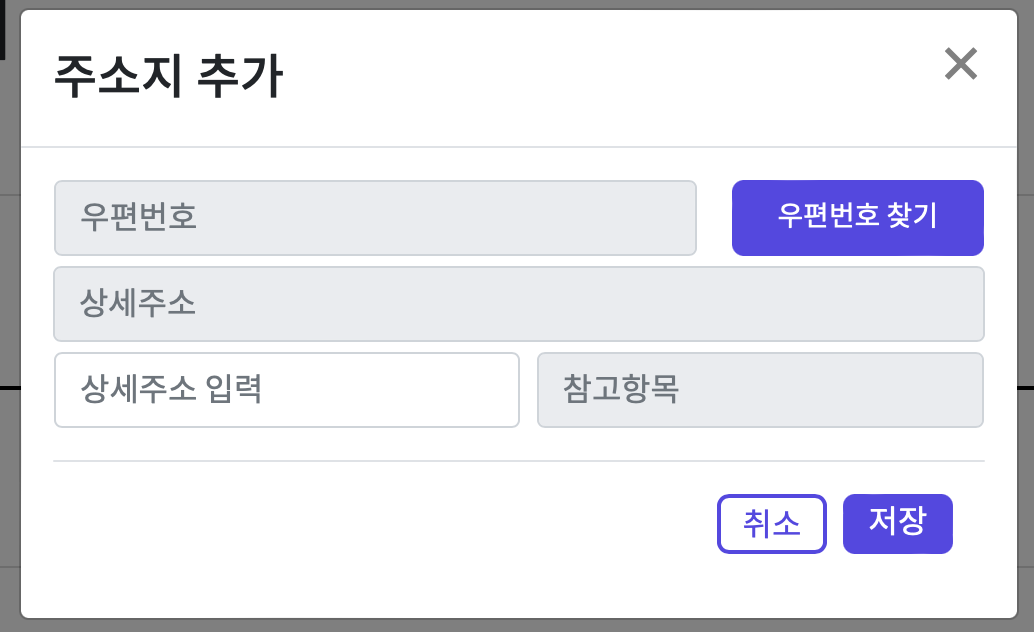 주소지 추가
우편번호
우편번호 찾기
상세주소
상세주소 입력
참고항목
취소
저장